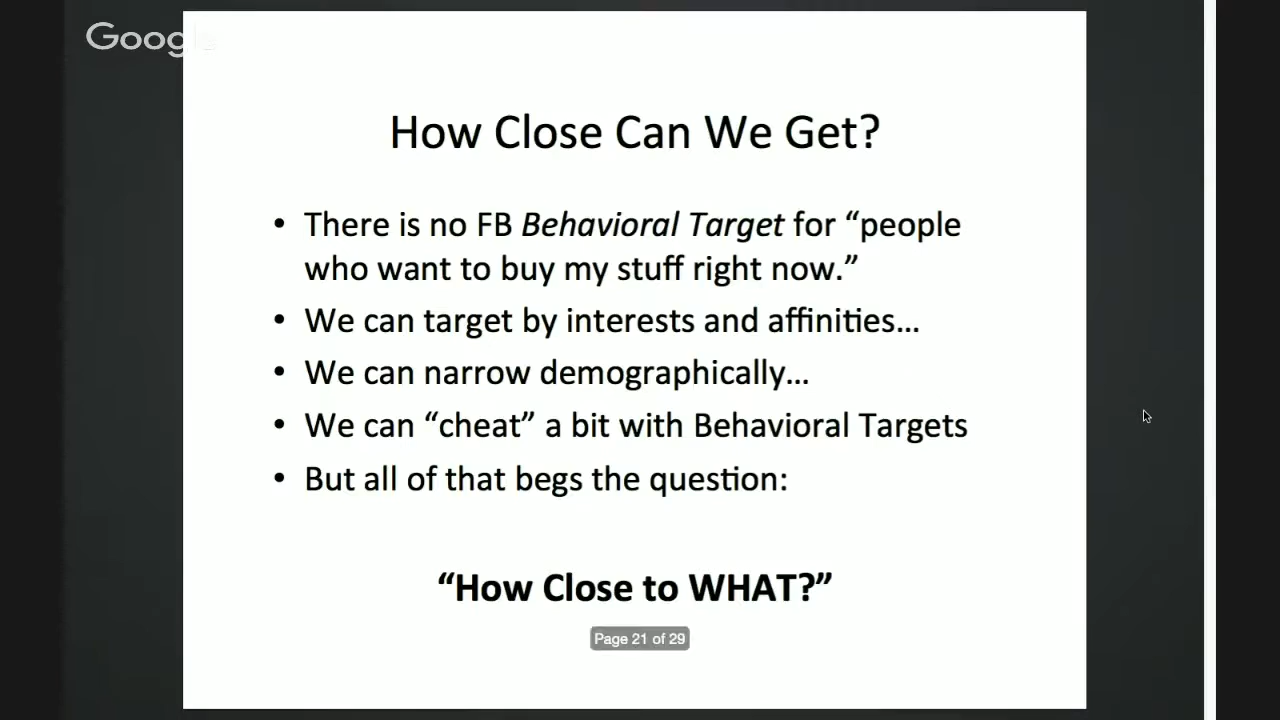 Google
How Close Can We Get?
• There is no FB Behavioral Target for “people
who want to buy my stuff right now.”
• We can target by interests and affinities...
• We can narrow demographically...
• We can “cheat” a bit with Behavioral Targets
• But all of that begs the question:
“How Close to WHAT?”
Page 21 of 29